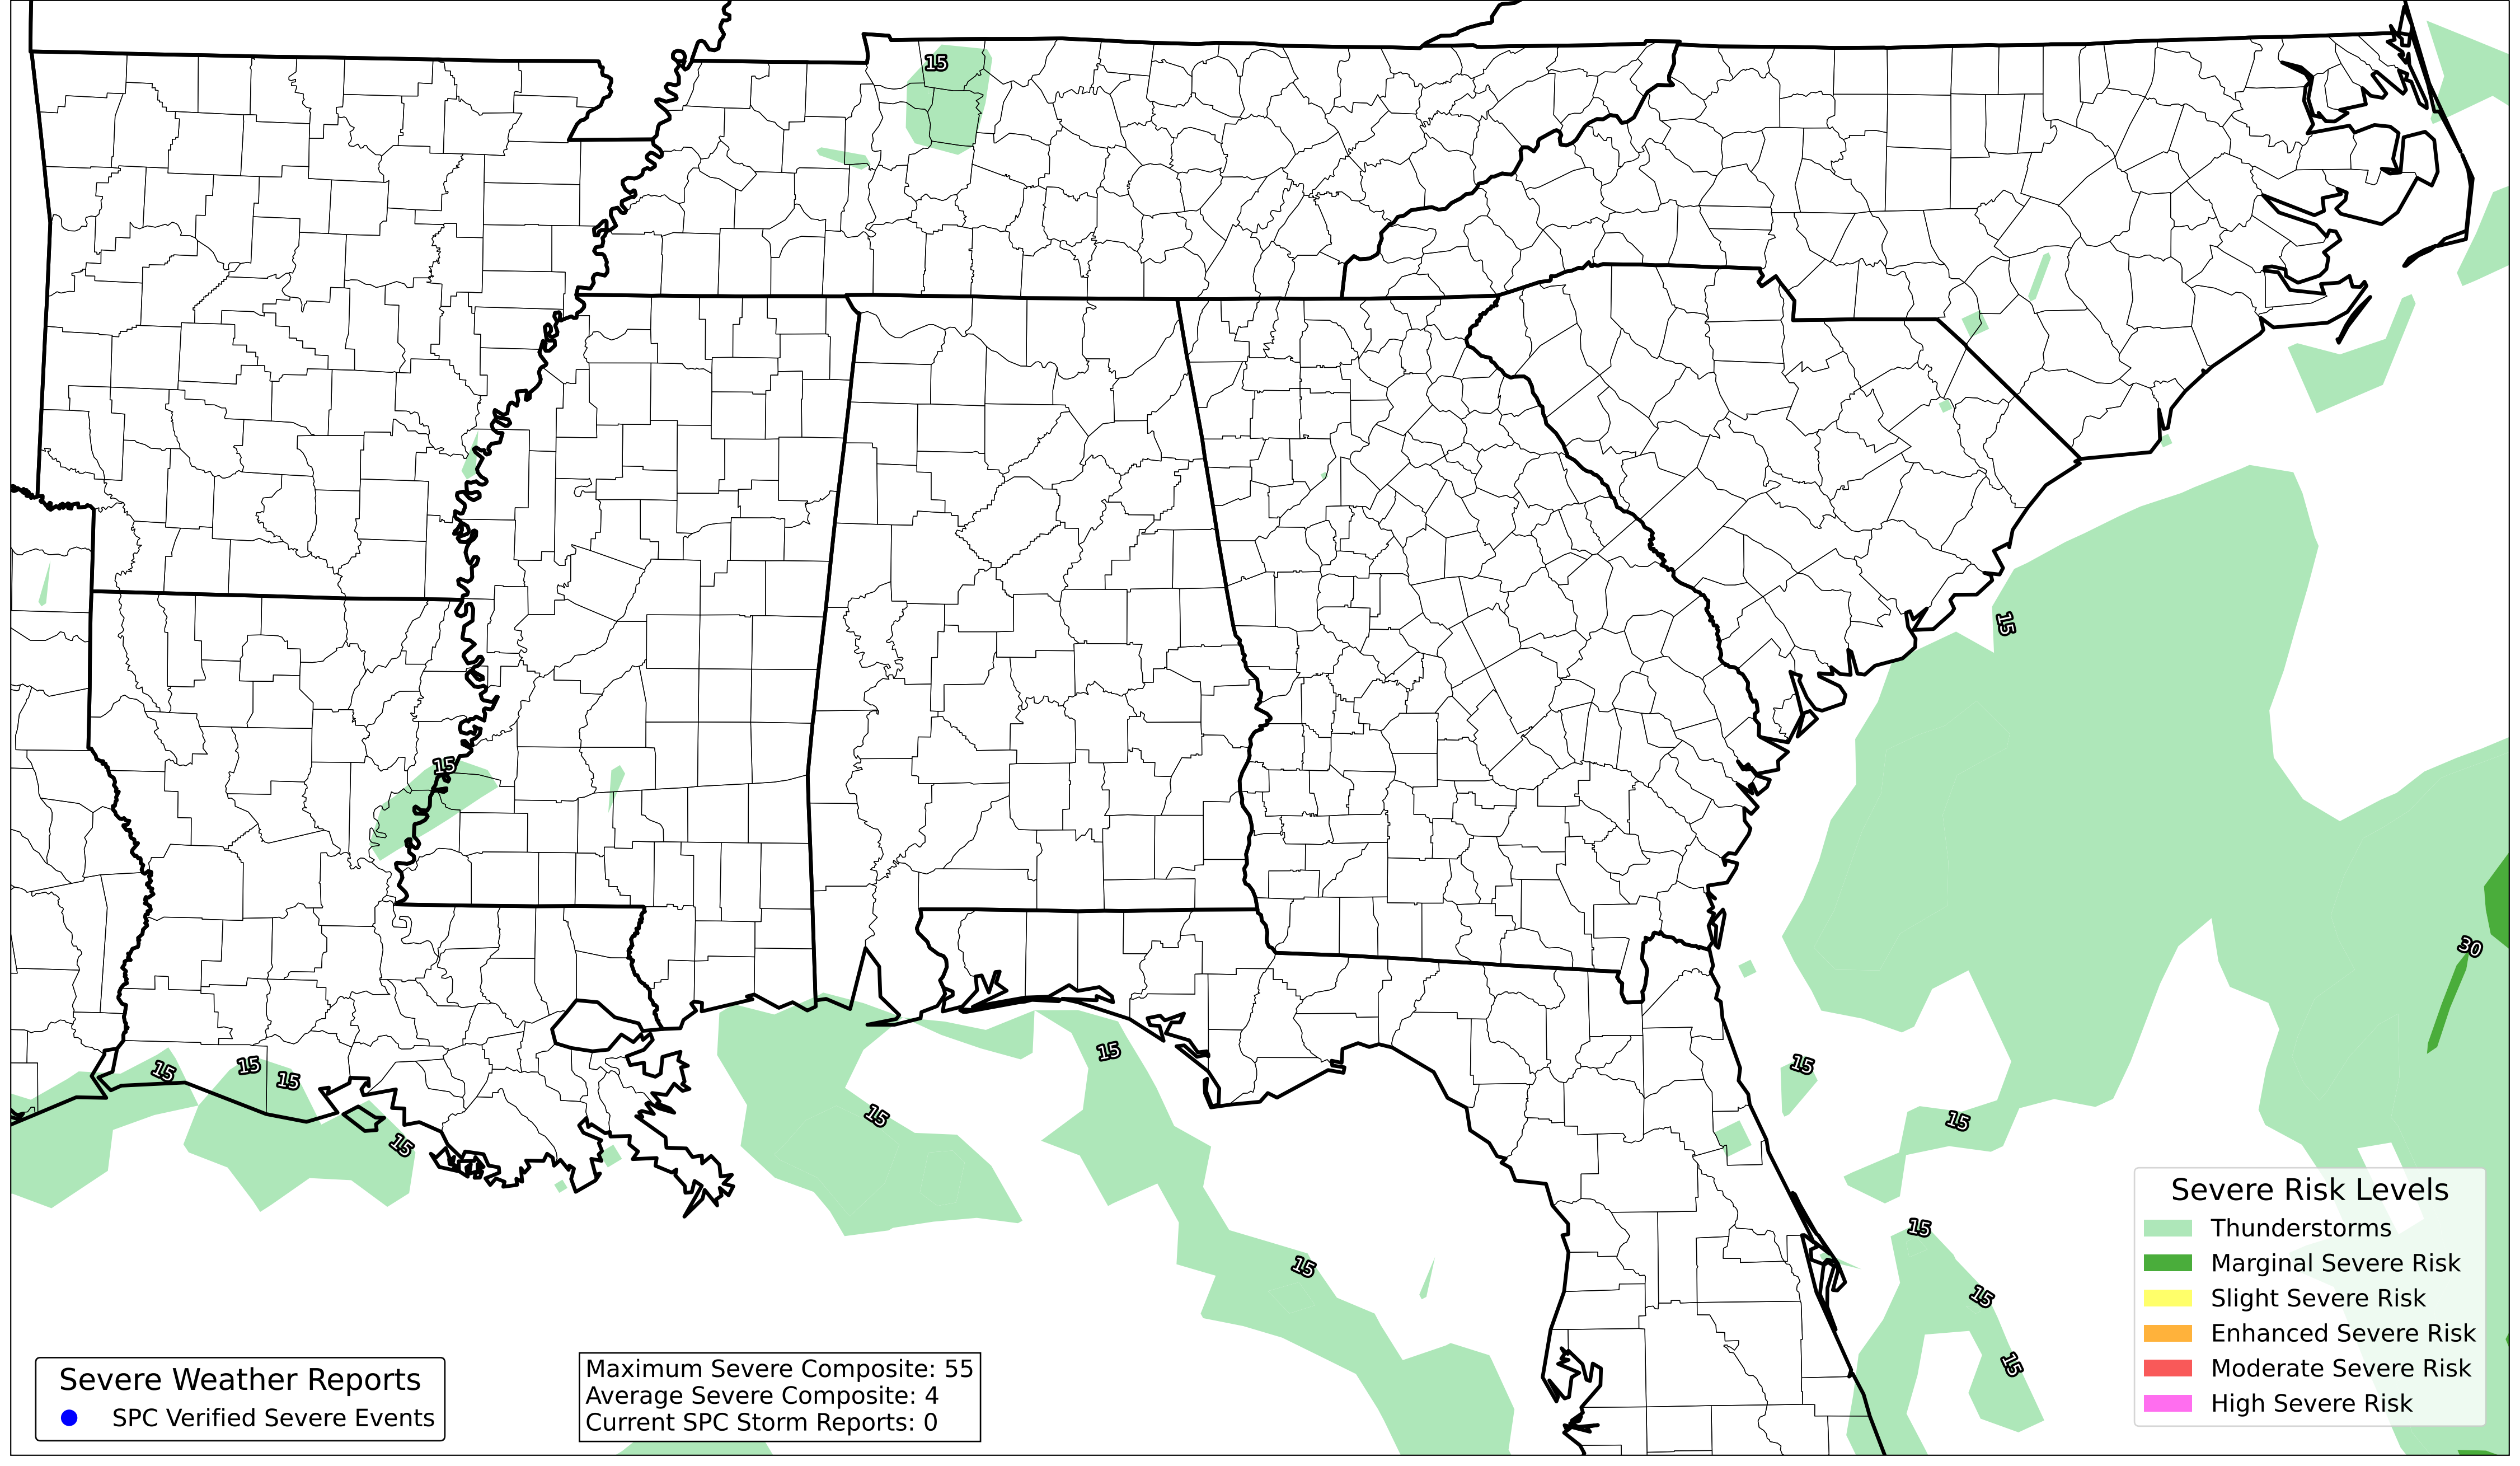 15
15
15
30
15
15
15
15
15
15
15
15
15
15
15
15
Severe Risk Levels
Thunderstorms
Marginal Severe Risk
Slight Severe Risk
Enhanced Severe Risk
Moderate Severe Risk
High Severe Risk
Severe Weather Reports
SPC Verified Severe Events
Maximum Severe Composite: 55
Average Severe Composite: 4
Current SPC Storm Reports: 0